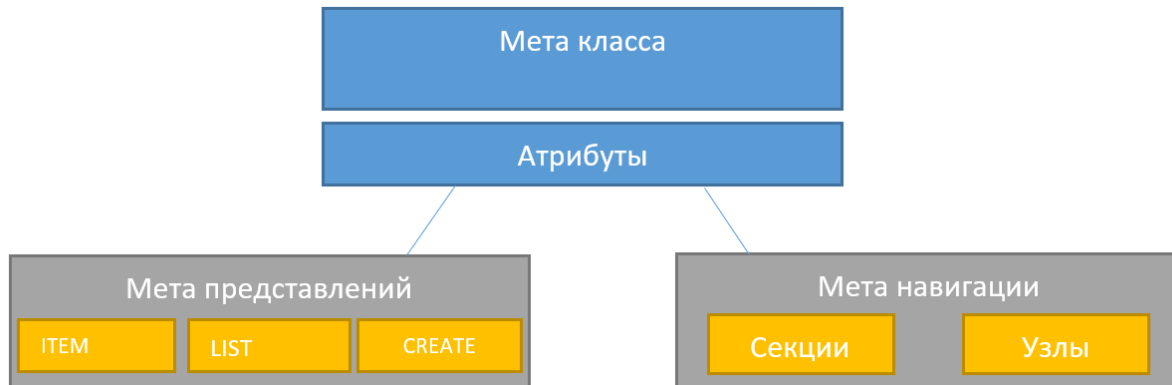 Мета класса
Атрибуты
Мета представлений
ITEM
LIST
CREATE
Мета навигации
Секции
Узлы